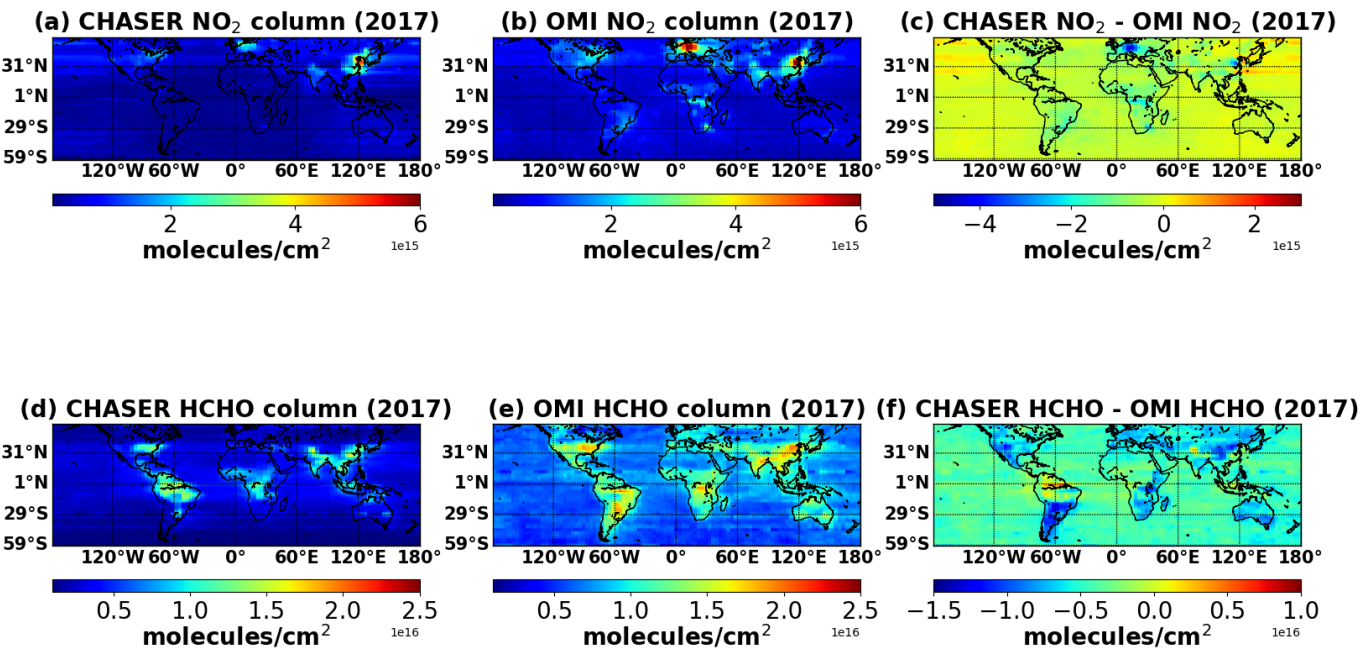 (a) CHASER NO₂ column (2017)
31°N
1°N
29°S
59°S
120°W 60°W 0° 60°E 120°E 180°
2 4 6
1e15
molecules/cm²
(b) OMI NO₂ column (2017)
31°N
1°N
29°S
59°S
120°W 60°W 0° 60°E 120°E 180°
2 4 6
1e15
molecules/cm²
(c) CHASER NO₂ - OMI NO₂ (2017)
31°N
1°N
29°S
59°S
120°W 60°W 0° 60°E 120°E 180°
−4 −2 0 2
1e15
molecules/cm²
(d) CHASER HCHO column (2017)
31°N
1°N
29°S
59°S
120°W 60°W 0° 60°E 120°E 180°
0.5 1.0 1.5 2.0 2.5
1e16
molecules/cm²
(e) OMI HCHO column (2017)
31°N
1°N
29°S
59°S
120°W 60°W 0° 60°E 120°E 180°
0.5 1.0 1.5 2.0 2.5
1e16
molecules/cm²
(f) CHASER HCHO - OMI HCHO (2017)
31°N
1°N
29°S
59°S
120°W 60°W 0° 60°E 120°E 180°
−1.5 −1.0 −0.5 0.0 0.5 1.0
1e16
molecules/cm²